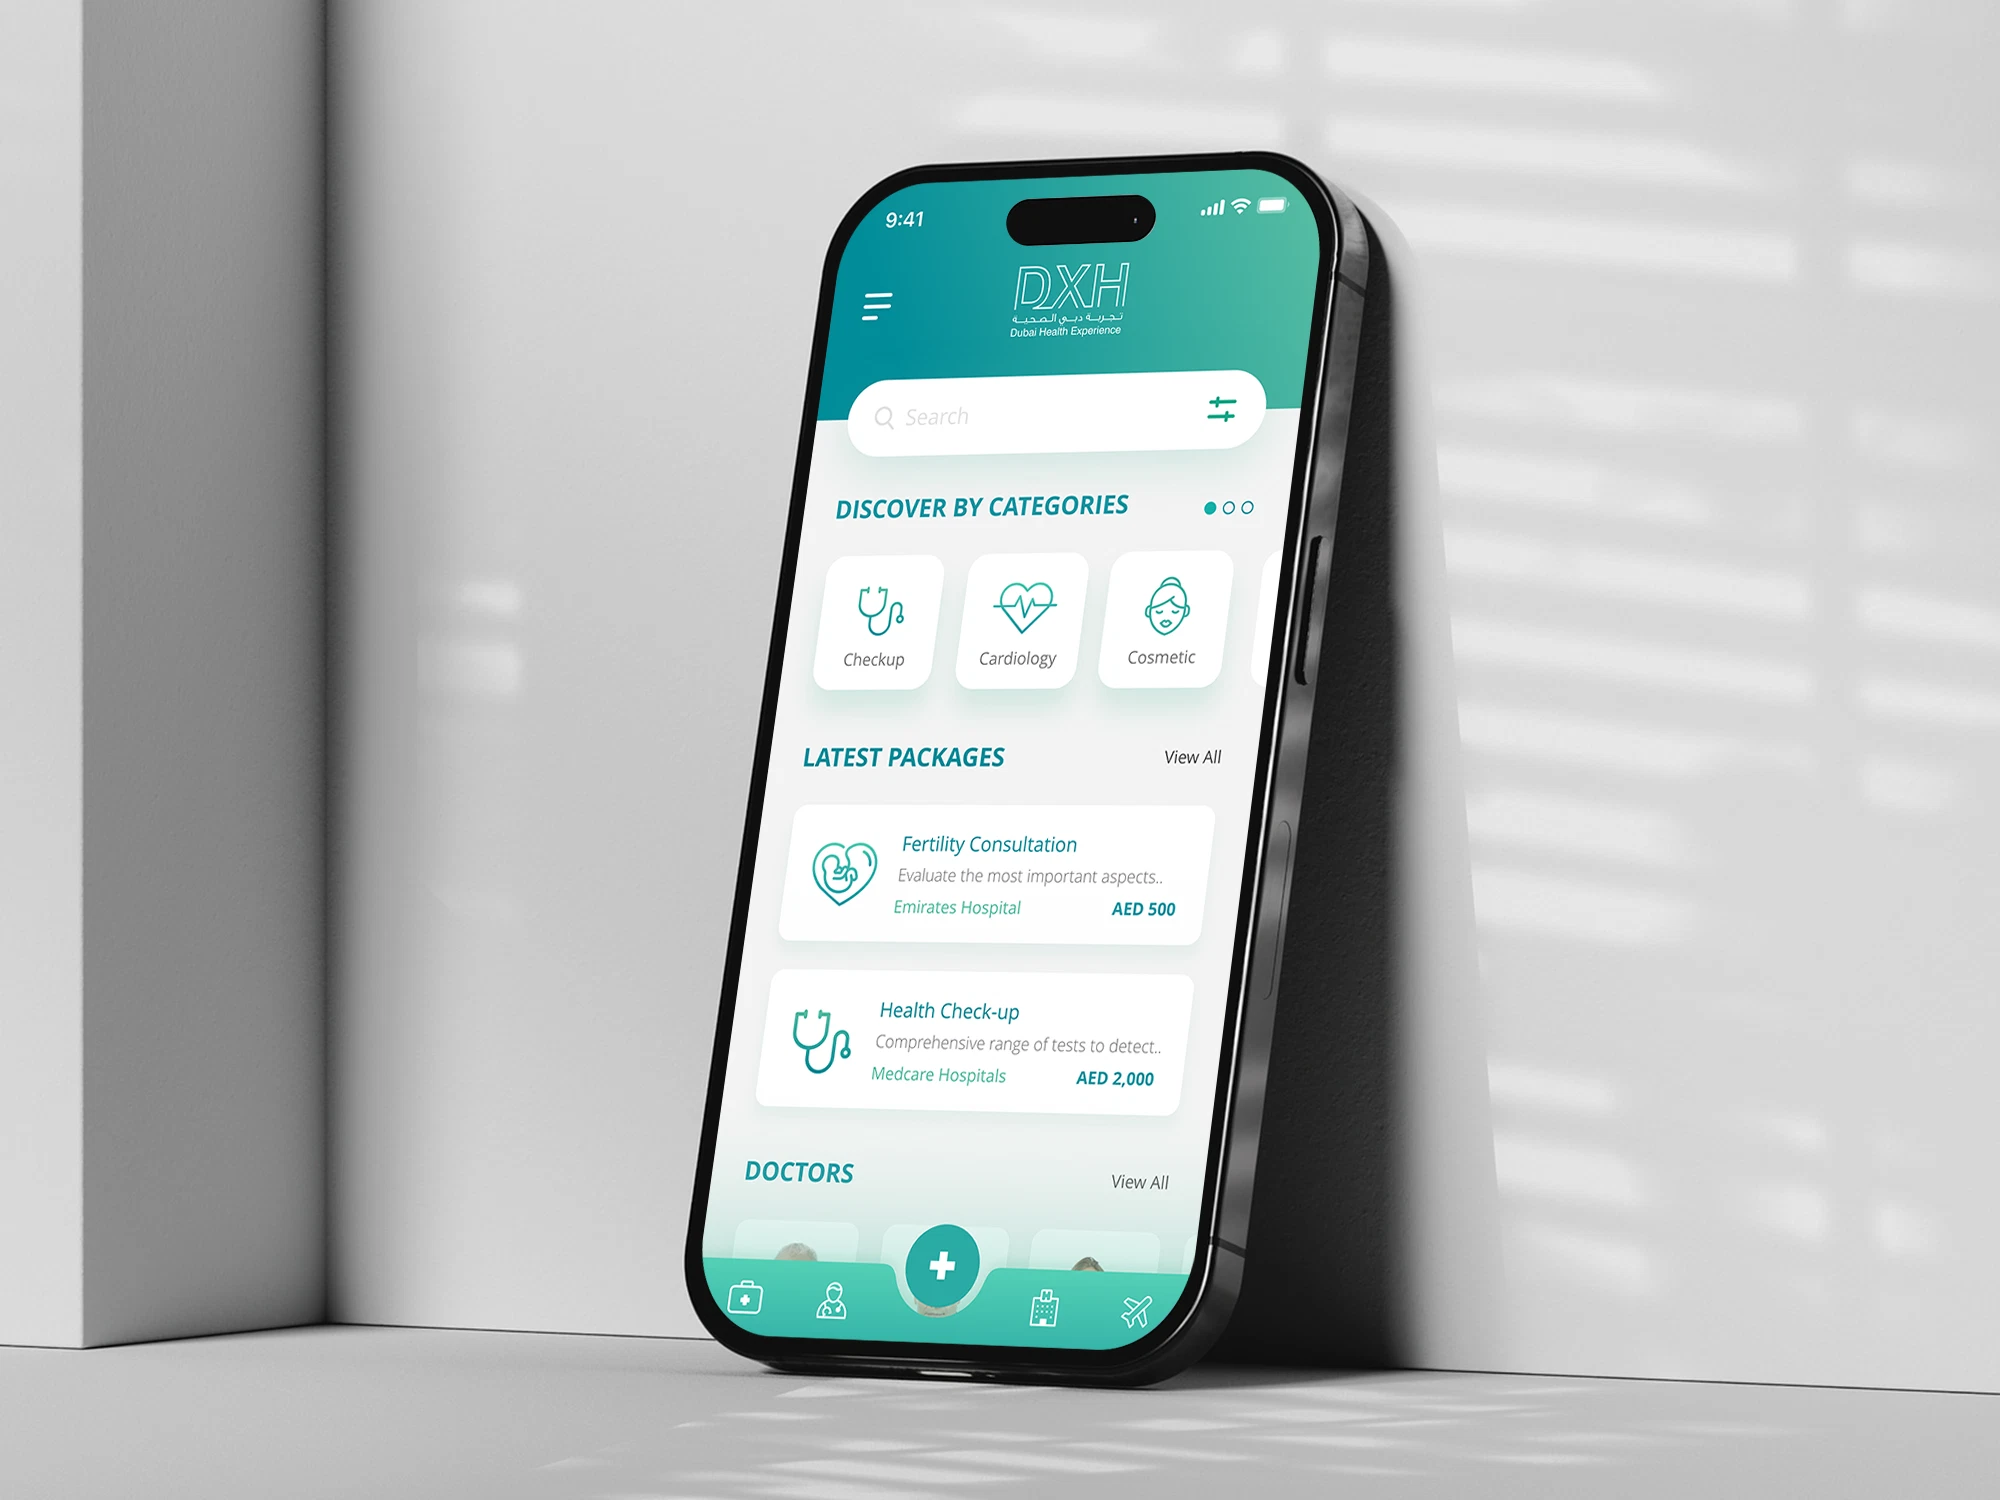 9:41
DXH
تجربة دبي الصحية
Dubai Health Experience
Search
DISCOVER BY CATEGORIES
Checkup
Cardiology
Cosmetic
LATEST PACKAGES
View All
Fertility Consultation
Evaluate the most important aspects..
Emirates Hospital
AED 500
Health Check-up
Comprehensive range of tests to detect..
Medcare Hospitals
AED 2,000
DOCTORS
View All
H